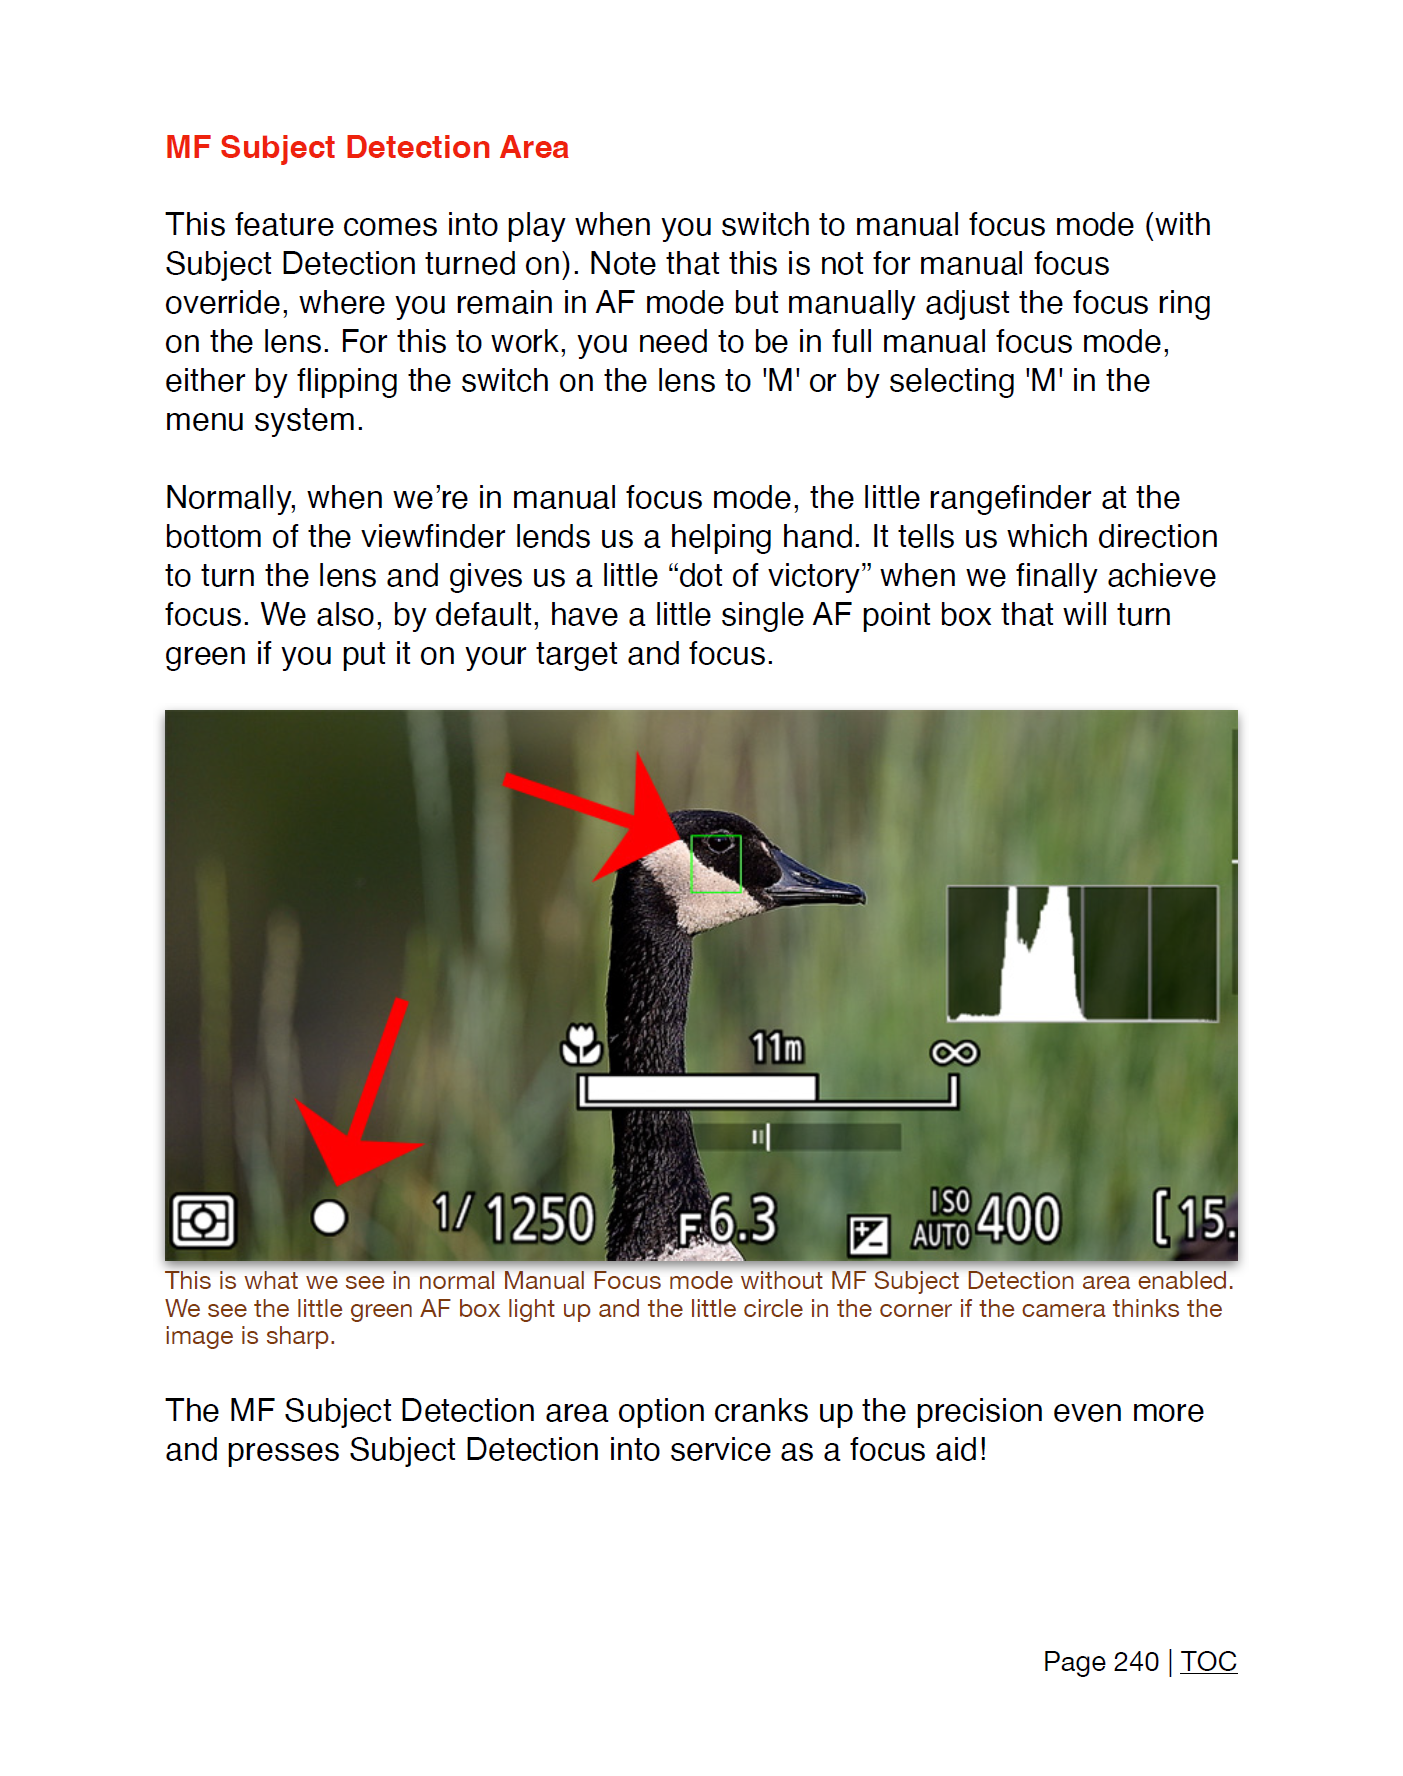 MF Subject Detection Area
This feature comes into play when you switch to manual focus mode (with
Subject Detection turned on). Note that this is not for manual focus
override, where you remain in AF mode but manually adjust the focus ring
on the lens. For this to work, you need to be in full manual focus mode,
either by flipping the switch on the lens to 'M' or by selecting 'M' in the
menu system.
Normally, when we’re in manual focus mode, the little rangefinder at the
bottom of the viewfinder lends us a helping hand. It tells us which direction
to turn the lens and gives us a little “dot of victory” when we finally achieve
focus. We also, by default, have a little single AF point box that will turn
green if you put it on your target and focus.
11m
1/1250 F6.3 ISO AUTO 400 [15.
This is what we see in normal Manual Focus mode without MF Subject Detection area enabled.
We see the little green AF box light up and the little circle in the corner if the camera thinks the
image is sharp.
The MF Subject Detection area option cranks up the precision even more
and presses Subject Detection into service as a focus aid!
Page 240 | TOC